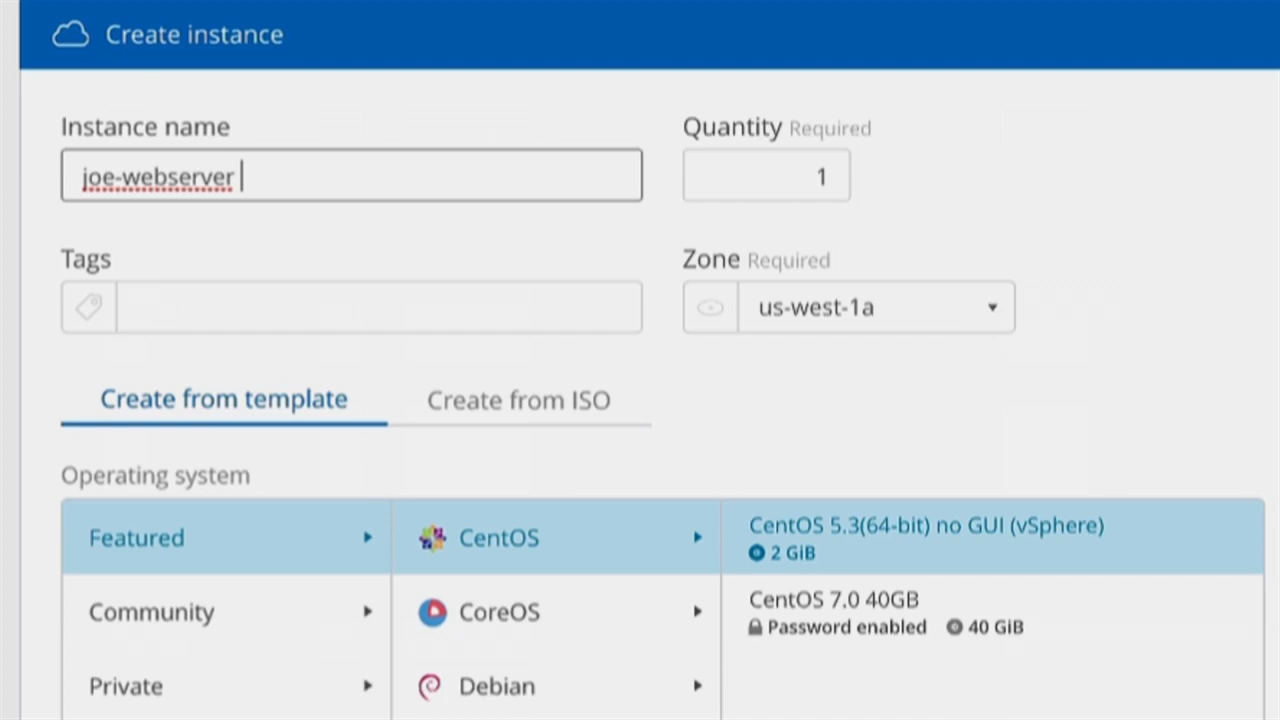 Create instance
Instance name
Quantity Required
joe-webserver
1
Tags
Zone Required
us-west-1a
Create from template
Create from ISO
Operating system
Featured
CentOS
CentOS 5.3(64-bit) no GUI (vSphere)
2 GiB
Community
CoreOS
CentOS 7.0 40GB
Password enabled 40 GiB
Private
Debian